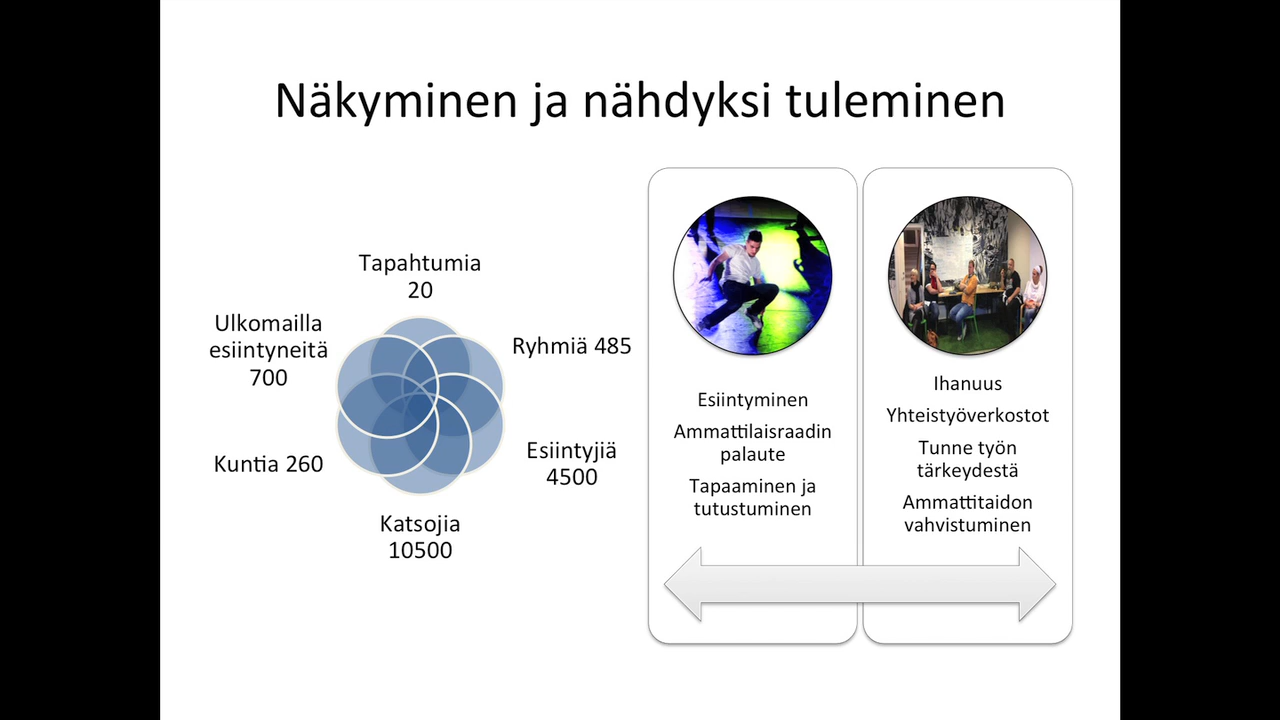 Näkyminen ja nähdyksi tuleminen
Tapahtumia
20
Ryhmiä 485
Esiintyjiä
4500
Katsojia
10500
Kuntia 260
Ulkomailla
esiintyneitä
700
Esiintyminen
Ammattilaisraadin
palaute
Tapaaminen ja
tutustuminen
Ihanuus
Yhteistyöverkostot
Tunne työn
tärkeydestä
Ammattitaidon
vahvistuminen